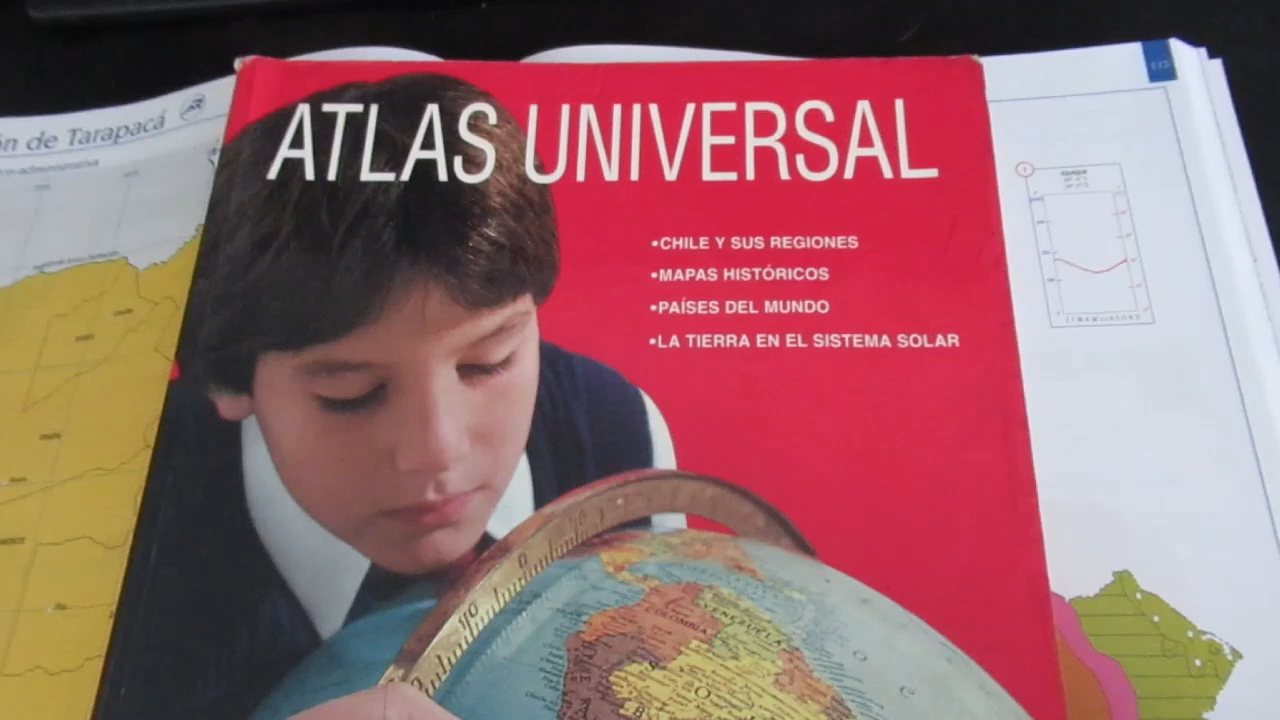 ATLAS UNIVERSAL
•CHILE Y SUS REGIONES
•MAPAS HISTÓRICOS
•PAÍSES DEL MUNDO
•LA TIERRA EN EL SISTEMA SOLAR
ón de Tarapacá
COLOMBIA
VENEZUELA